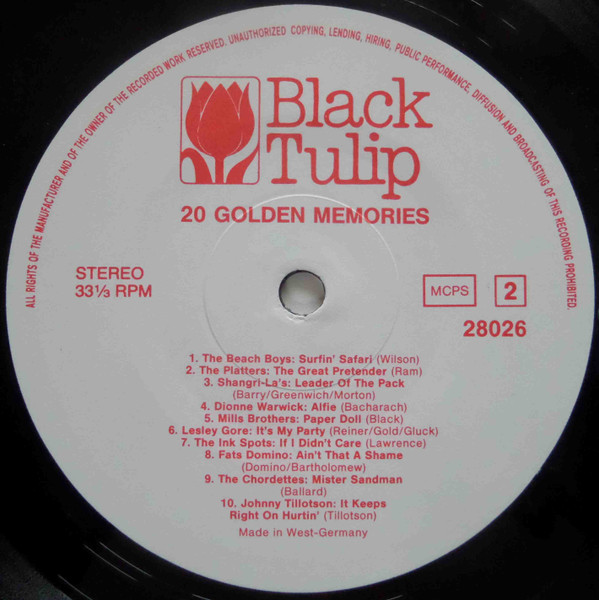 ALL RIGHTS OF THE MANUFACTURER AND OF THE OWNER OF THE RECORDED WORK RESERVED, UNAUTHORIZED COPYING, LENDING, HIRING, PUBLIC PERFORMANCE, DIFFUSION AND BROADCASTING OF THIS RECORDING PROHIBITED.
Black
Tulip
20 GOLDEN MEMORIES
STEREO
33⅓ RPM
MCPS
2
28026
1. The Beach Boys: Surfin' Safari (Wilson)
2. The Platters: The Great Pretender (Ram)
3. Shangri-La's: Leader Of The Pack
(Barry/Greenwich/Morton)
4. Dionne Warwick: Alfie (Bacharach)
5. Mills Brothers: Paper Doll (Black)
6. Lesley Gore: It's My Party (Reiner/Gold/Gluck)
7. The Ink Spots: If I Didn't Care (Lawrence)
8. Fats Domino: Ain't That A Shame
(Domino/Bartholomew)
9. The Chordettes: Mister Sandman
(Ballard)
10. Johnny Tillotson: It Keeps
Right On Hurtin' (Tillotson)
Made in West-Germany